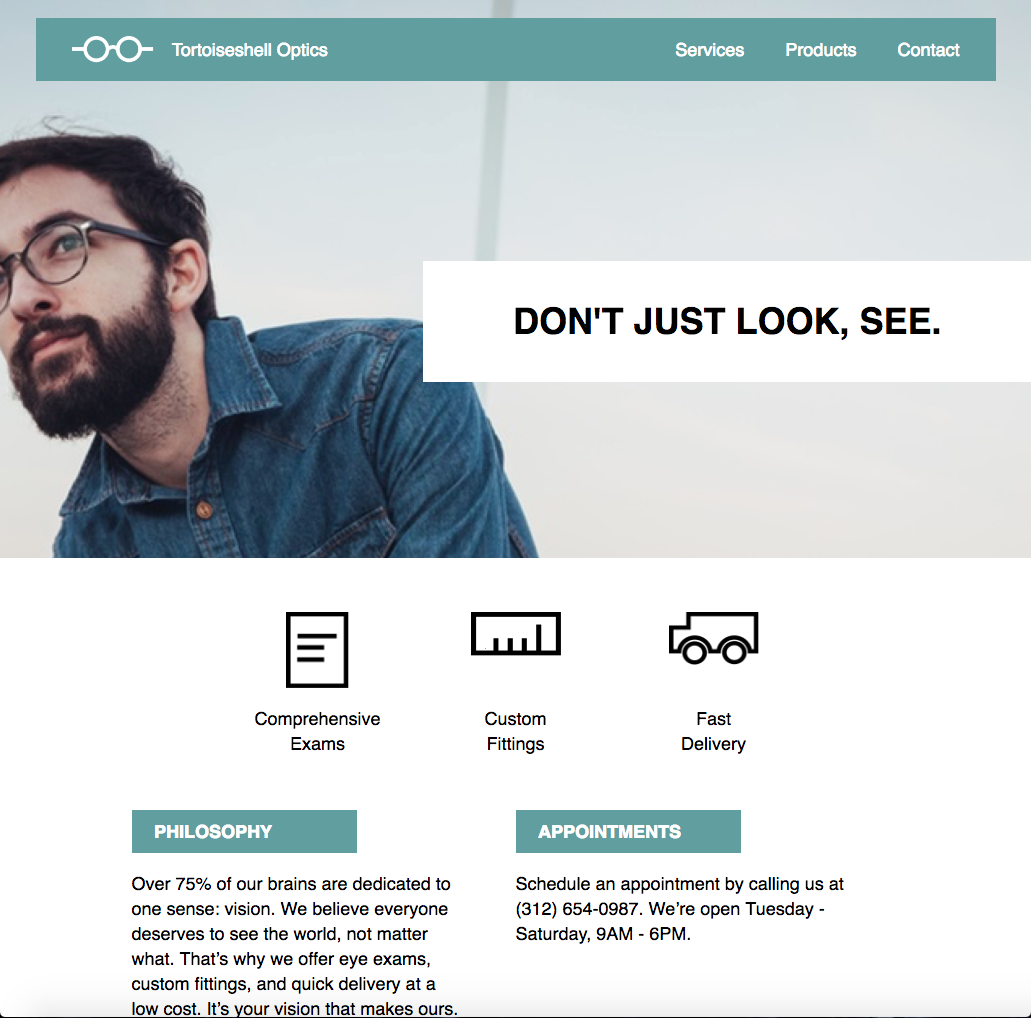 Tortoiseshell Optics
Services Products Contact
DON'T JUST LOOK, SEE.
Comprehensive
Exams
Custom
Fittings
Fast
Delivery
PHILOSOPHY
Over 75% of our brains are dedicated to
one sense: vision. We believe everyone
deserves to see the world, not matter
what. That’s why we offer eye exams,
custom fittings, and quick delivery at a
low cost. It’s your vision that makes ours.
APPOINTMENTS
Schedule an appointment by calling us at
(312) 654-0987. We’re open Tuesday -
Saturday, 9AM - 6PM.